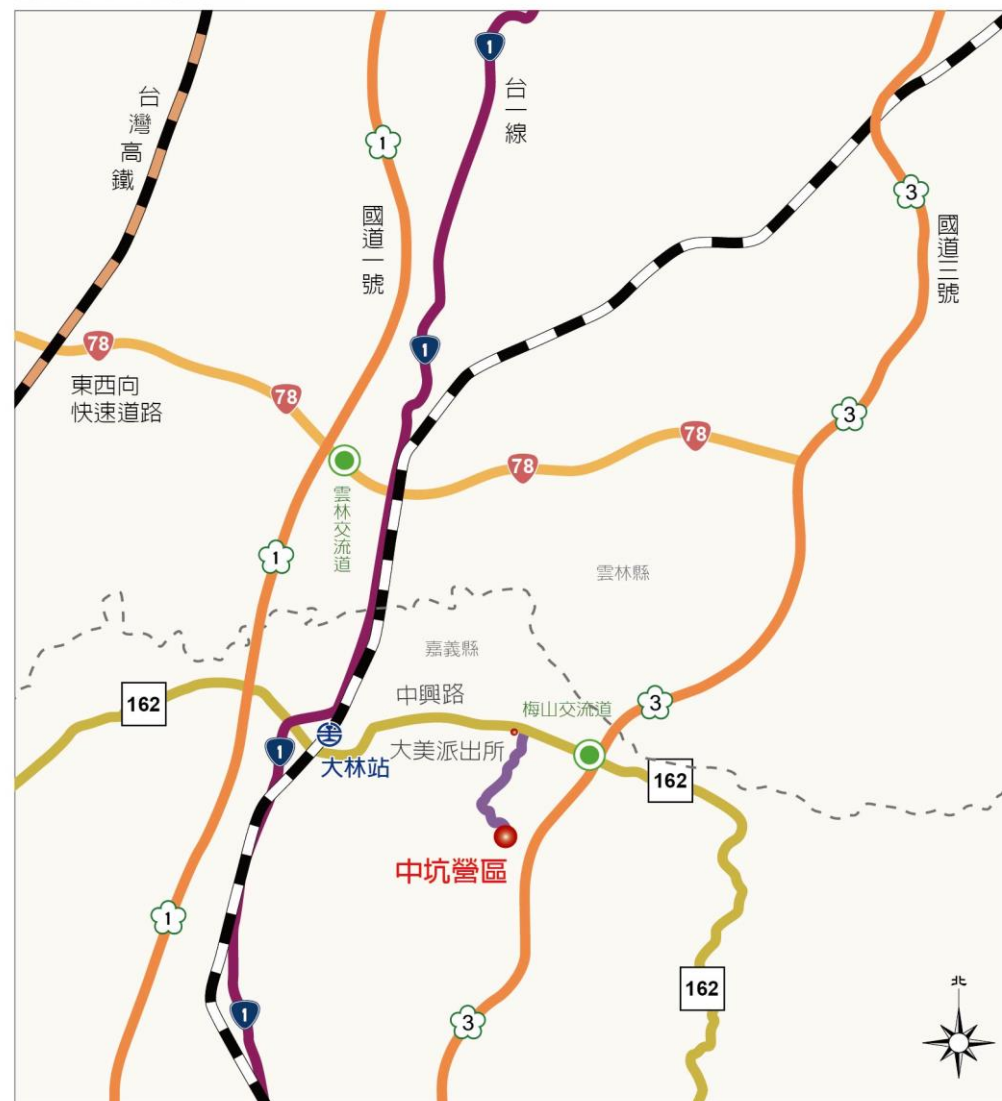 1
台一線
台灣高鐵
1
3
國道一號
國道三號
78
1
東西向
快速道路
78
3
78
78
雲林交流道
1
雲林縣
嘉義縣
162
中興路
梅山交流道
3
1
大林站
大美派出所
162
中坑營區
1
162
北
3
1